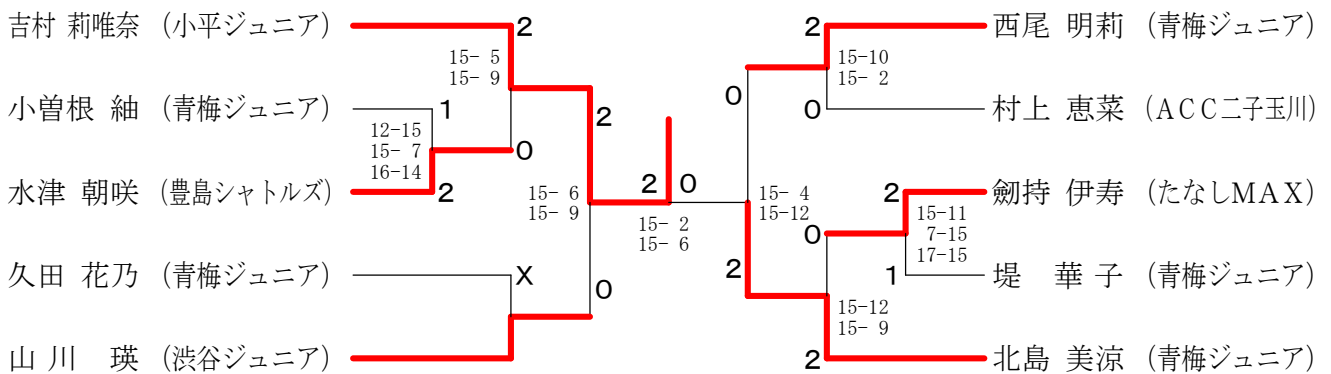 吉村 莉唯奈 (小平ジュニア) 2 2 西尾 明莉 (青梅ジュニア)
15- 5 15-10
15- 9 15- 2
小曽根 紬 (青梅ジュニア) 1 2 0 0 村上 恵菜 (ACC二子玉川)
12-15
15- 7 0
16-14
水津 朝咲 (豊島シャトルズ) 2 15- 6 2 0 15- 4 2 劒持 伊寿 (たなしMAX)
15- 9 15-12 15-11
15- 2 0 7-15
15- 6 17-15
久田 花乃 (青梅ジュニア) X 0 2 1 堤 華子 (青梅ジュニア)
15-12
15- 9
山川 瑛 (渋谷ジュニア) 2 北島 美涼 (青梅ジュニア)